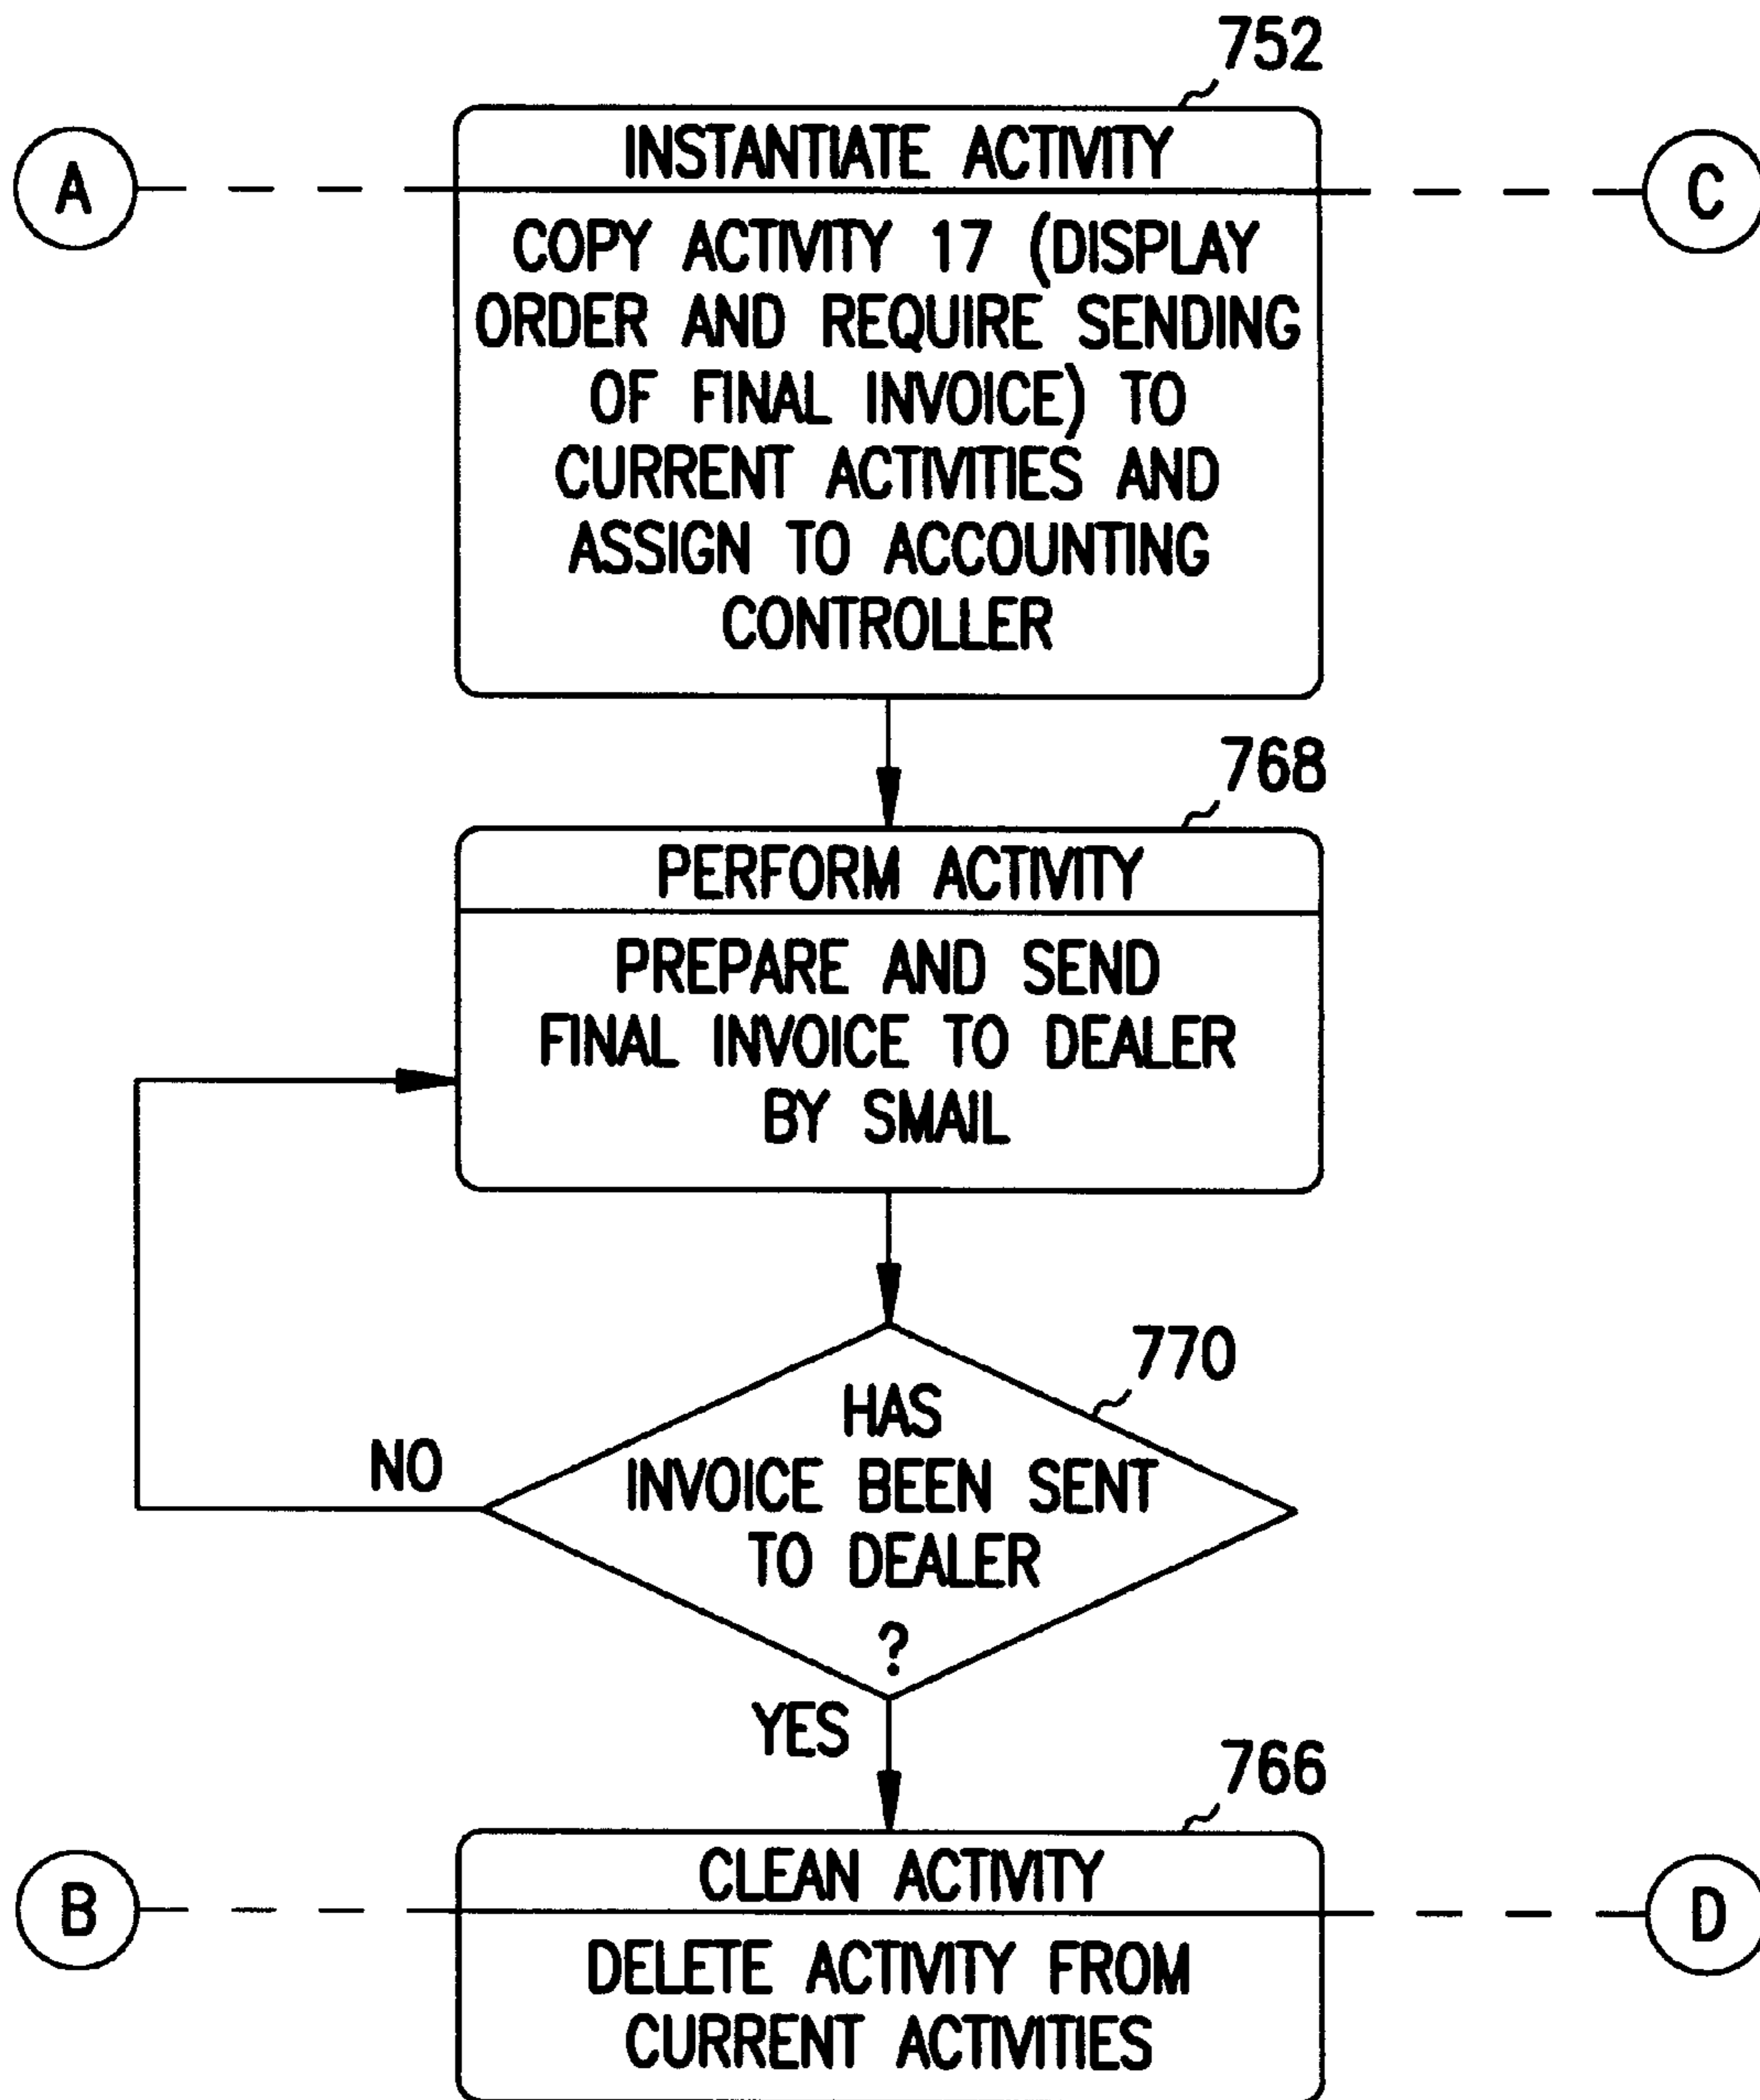 752
A
INSTANTIATE ACTIVITY
C
COPY ACTIVITY 17 (DISPLAY
ORDER AND REQUIRE SENDING
OF FINAL INVOICE) TO
CURRENT ACTIVITIES AND
ASSIGN TO ACCOUNTING
CONTROLLER
768
PERFORM ACTIVITY
PREPARE AND SEND
FINAL INVOICE TO DEALER
BY SMAIL
770
HAS
INVOICE BEEN SENT
TO DEALER
?
NO
YES
766
B
CLEAN ACTIVITY
D
DELETE ACTIVITY FROM
CURRENT ACTIVITIES